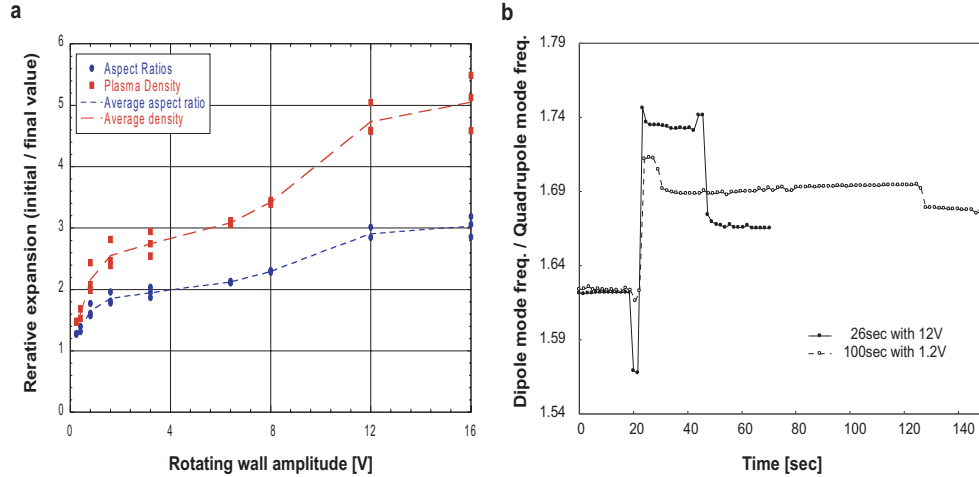 a
Rerative expansion (initial / final value)
6
5
4
3
2
1
0
Aspect Ratios
Plasma Density
Average aspect ratio
Average density
0 4 8 12 16
Rotating wall amplitude [V]
b
Dipole mode freq. / Quadrupole mode freq.
1.79
1.74
1.69
1.64
1.59
1.54
26sec with 12V
100sec with 1.2V
0 20 40 60 80 100 120 140
Time [sec]